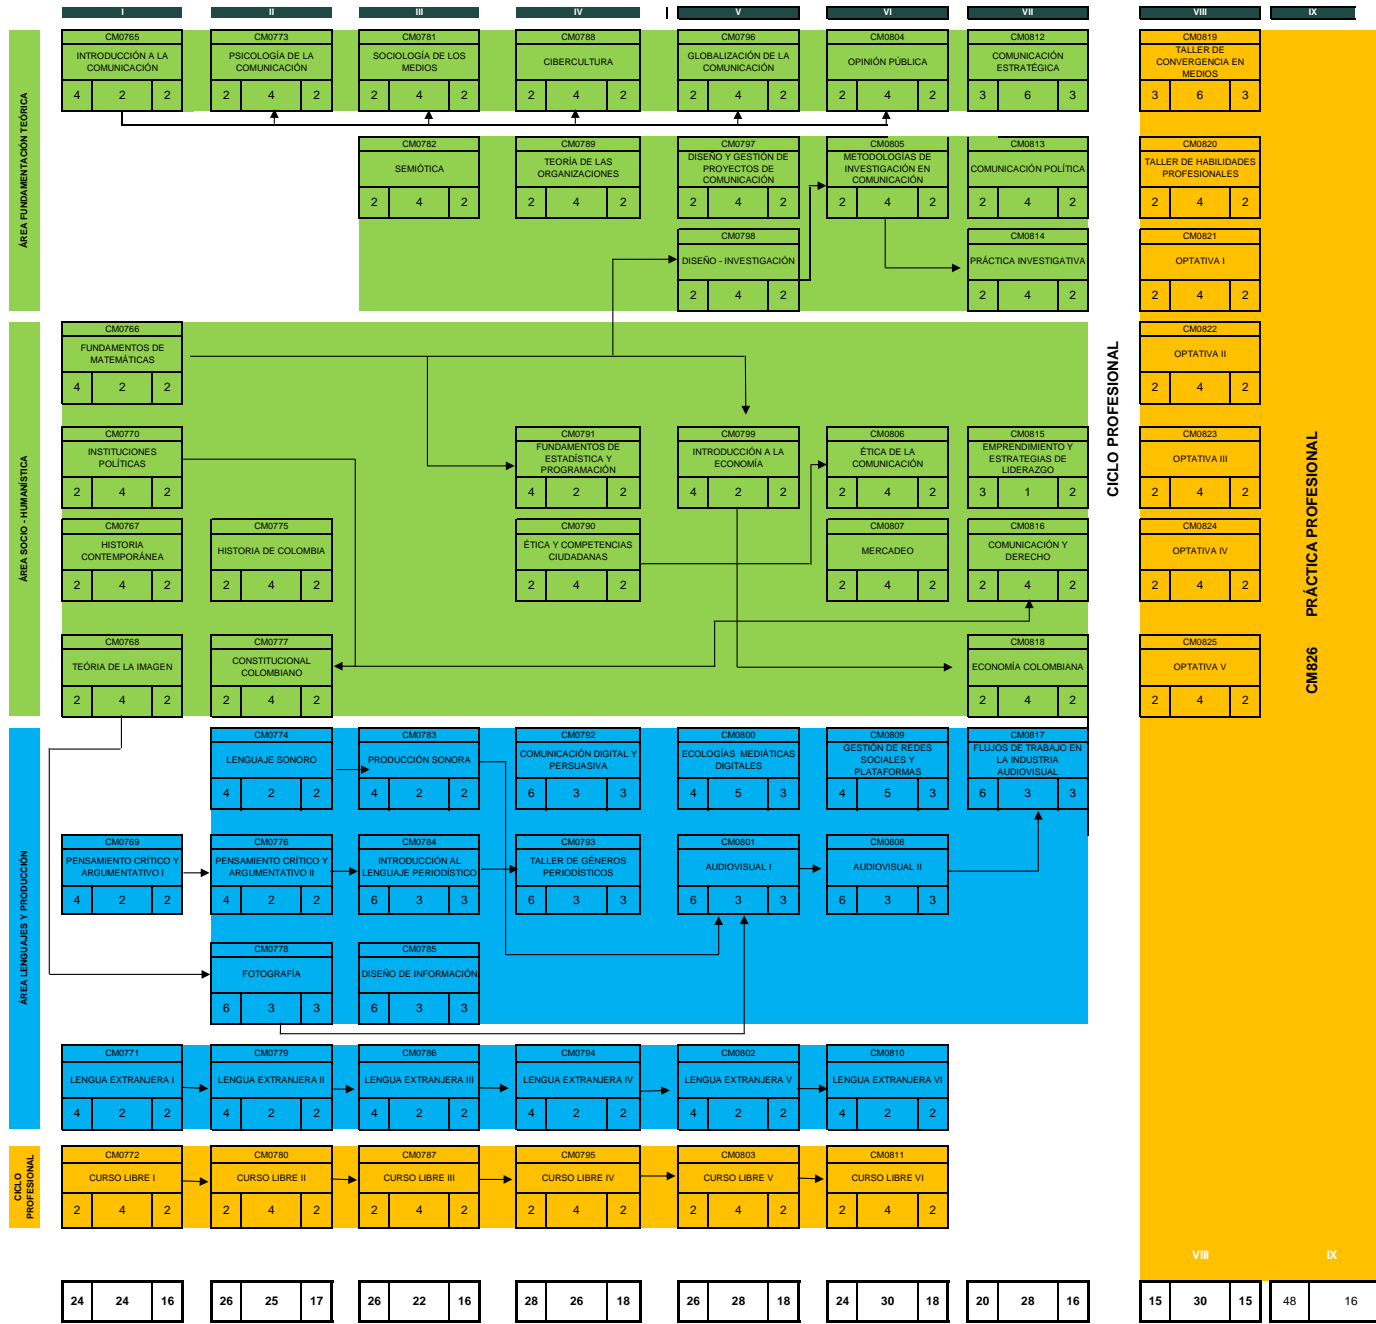 I II III IV V VI VII VIII IX
ÁREA FUNDAMENTACIÓN TEÓRICA
CM0765 CM0773 CM0781 CM0788 CM0796 CM0804 CM0812 CM0819
INTRODUCCIÓN A LA COMUNICACIÓN
PSICOLOGÍA DE LA COMUNICACIÓN
SOCIOLOGÍA DE LOS MEDIOS
CIBERCULTURA
GLOBALIZACIÓN DE LA COMUNICACIÓN
OPINIÓN PÚBLICA
COMUNICACIÓN ESTRATÉGICA
TALLER DE CONVERGENCIA EN MEDIOS
4 2 2 2 4 2 2 4 2 2 4 2 2 4 2 2 4 2 3 6 3 3 6 3
CM0782 CM0789 CM0797 CM0805 CM0813 CM0820
SEMIÓTICA
TEORÍA DE LAS ORGANIZACIONES
DISEÑO Y GESTIÓN DE PROYECTOS DE COMUNICACIÓN
METODOLOGÍAS DE INVESTIGACIÓN EN COMUNICACIÓN
COMUNICACIÓN POLÍTICA
TALLER DE HABILIDADES PROFESIONALES
2 4 2 2 4 2 2 4 2 2 4 2 2 4 2 2 4 2
CM0798 CM0814 CM0821
DISEÑO - INVESTIGACIÓN
PRÁCTICA INVESTIGATIVA
OPTATIVA I
2 4 2 2 4 2 2 4 2
ÁREA SOCIO - HUMANÍSTICA
CM0766 CM0822
FUNDAMENTOS DE MATEMÁTICAS
OPTATIVA II
4 2 2 2 4 2
CM0770 CM0791 CM0799 CM0806 CM0815 CM0823
INSTITUCIONES POLÍTICAS
FUNDAMENTOS DE ESTADÍSTICA Y PROGRAMACIÓN
INTRODUCCIÓN A LA ECONOMÍA
ÉTICA DE LA COMUNICACIÓN
EMPRENDIMIENTO Y ESTRATEGIAS DE LIDERAZGO
OPTATIVA III
2 4 2 4 2 2 4 2 2 2 4 2 3 1 2 2 4 2
CM0767 CM0775 CM0790 CM0807 CM0816 CM0824
HISTORIA CONTEMPORÁNEA
HISTORIA DE COLOMBIA
ÉTICA Y COMPETENCIAS CIUDADANAS
MERCADEO
COMUNICACIÓN Y DERECHO
OPTATIVA IV
2 4 2 2 4 2 2 4 2 2 4 2 2 4 2 2 4 2
CM0768 CM0777 CM0818 CM0825
TEÓRIA DE LA IMAGEN
CONSTITUCIONAL COLOMBIANO
ECONOMÍA COLOMBIANA
OPTATIVA V
2 4 2 2 4 2 2 4 2 2 4 2
CICLO PROFESIONAL
CM826 PRÁCTICA PROFESIONAL
ÁREA LENGUAJES Y PRODUCCIÓN
CM0774 CM0783 CM0792 CM0800 CM0809 CM0817
LENGUAJE SONORO
PRODUCCIÓN SONORA
COMUNICACIÓN DIGITAL Y PERSUASIVA
ECOLOGÍAS MEDIÁTICAS DIGITALES
GESTIÓN DE REDES SOCIALES Y PLATAFORMAS
FLUJOS DE TRABAJO EN LA INDUSTRIA AUDIOVISUAL
4 2 2 4 2 2 6 3 3 4 5 3 4 5 3 6 3 3
CM0769 CM0776 CM0784 CM0793 CM0801 CM0808
PENSAMIENTO CRÍTICO Y ARGUMENTATIVO I
PENSAMIENTO CRÍTICO Y ARGUMENTATIVO II
INTRODUCCIÓN AL LENGUAJE PERIODÍSTICO
TALLER DE GÉNEROS PERIODÍSTICOS
AUDIOVISUAL I
AUDIOVISUAL II
4 2 2 4 2 2 6 3 3 6 3 3 6 3 3 6 3 3
CM0778 CM0785
FOTOGRAFÍA
DISEÑO DE INFORMACIÓN
6 3 3 6 3 3
CM0771 CM0779 CM0786 CM0794 CM0802 CM0810
LENGUA EXTRANJERA I
LENGUA EXTRANJERA II
LENGUA EXTRANJERA III
LENGUA EXTRANJERA IV
LENGUA EXTRANJERA V
LENGUA EXTRANJERA VI
4 2 2 4 2 2 4 2 2 4 2 2 4 2 2 4 2 2
CICLO PROFESIONAL
CM0772 CM0780 CM0787 CM0795 CM0803 CM0811
CURSO LIBRE I
CURSO LIBRE II
CURSO LIBRE III
CURSO LIBRE IV
CURSO LIBRE V
CURSO LIBRE VI
2 4 2 2 4 2 2 4 2 2 4 2 2 4 2 2 4 2
VIII IX
24 24 16 26 25 17 26 22 16 28 26 18 26 28 18 24 30 18 20 28 16 15 30 15 48 16